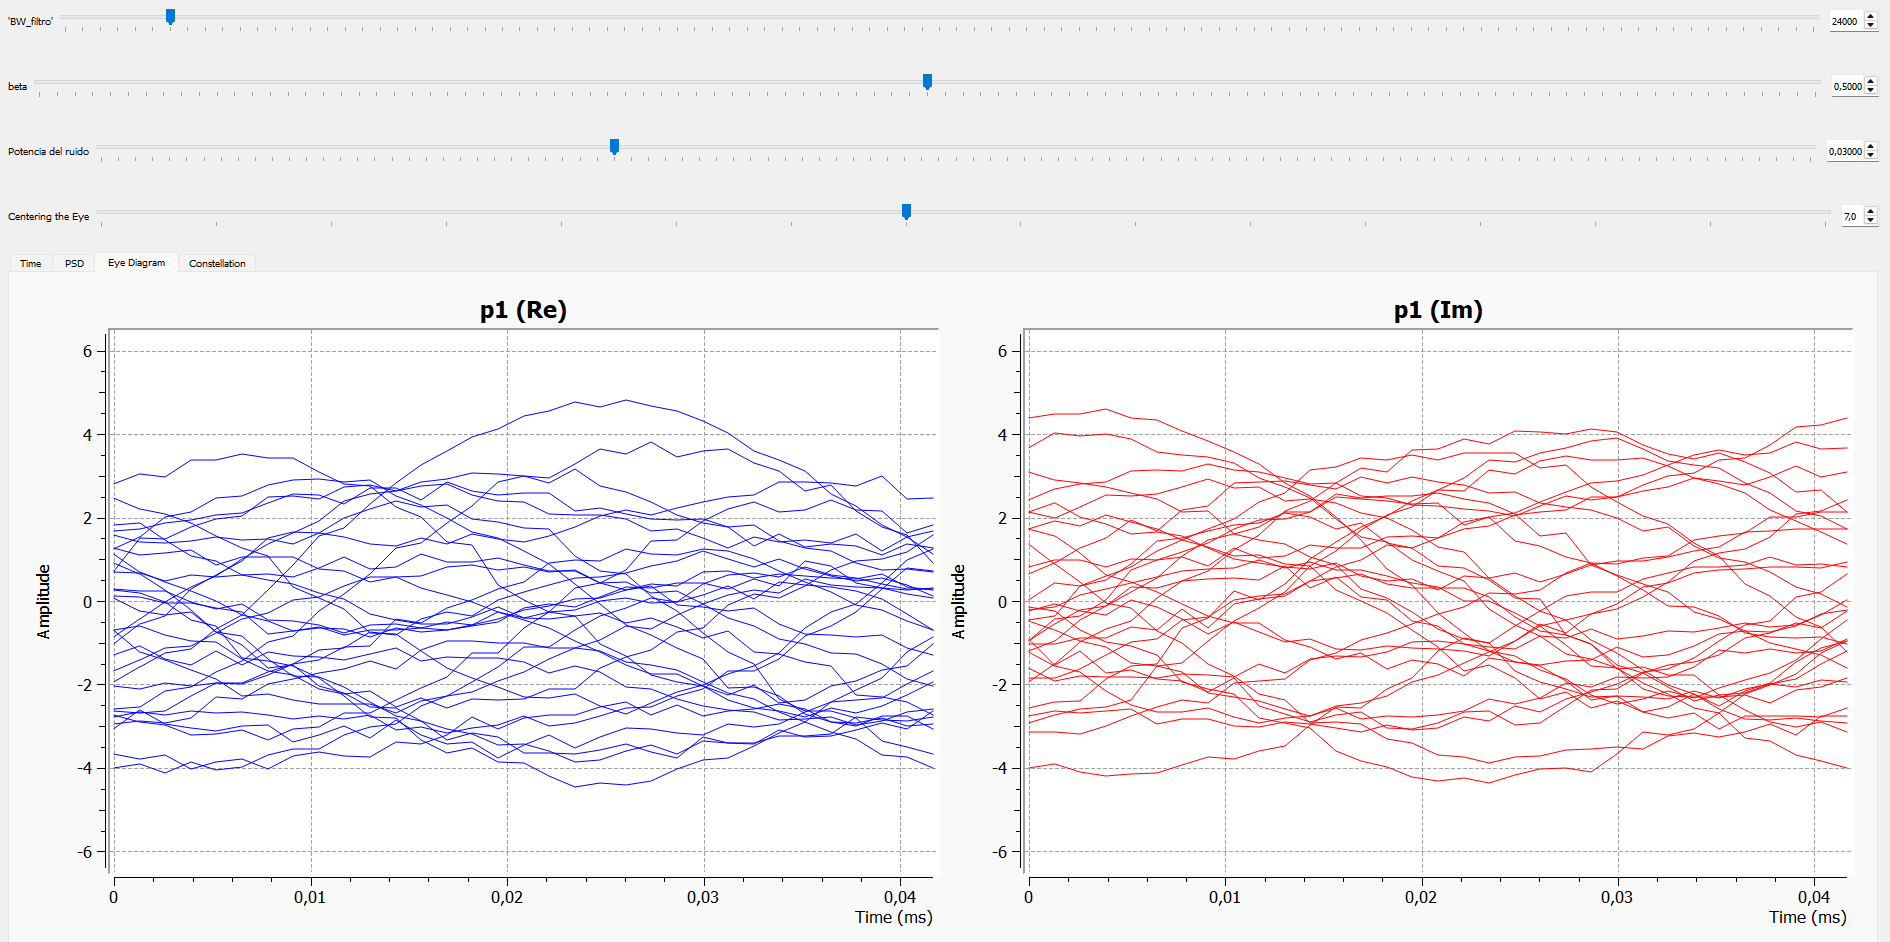 'BW_filtro' 24000
beta 0,5000
Potencia del ruido 0,03000
Centering the Eye 7,0
Time PSD Eye Diagram Constellation
p1 (Re) p1 (Im)
6 6
4 4
2 2
0 0
-2 -2
-4 -4
-6 -6
Amplitude Amplitude
0 0,01 0,02 0,03 0,04 0 0,01 0,02 0,03 0,04
Time (ms) Time (ms)